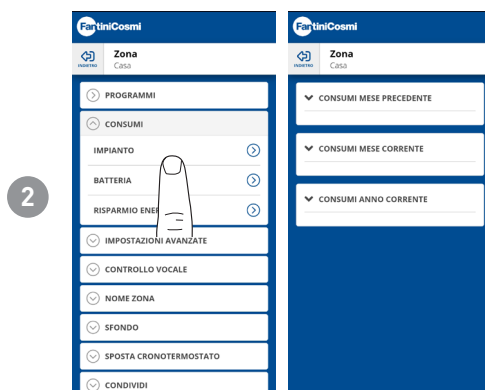 2
FantiniCosmi
INDIETRO
Zona
Casa
PROGRAMMI
CONSUMI
IMPIANTO
BATTERIA
RISPARMIO
IMPOSTAZIONI AVANZATE
CONTROLLO VOCALE
NOME ZONA
SFONDO
SPOSTA CRONOTERMOSTATO
CONDIVIDI
FantiniCosmi
INDIETRO
Zona
Casa
CONSUMI MESE PRECEDENTE
CONSUMI MESE CORRENTE
CONSUMI ANNO CORRENTE